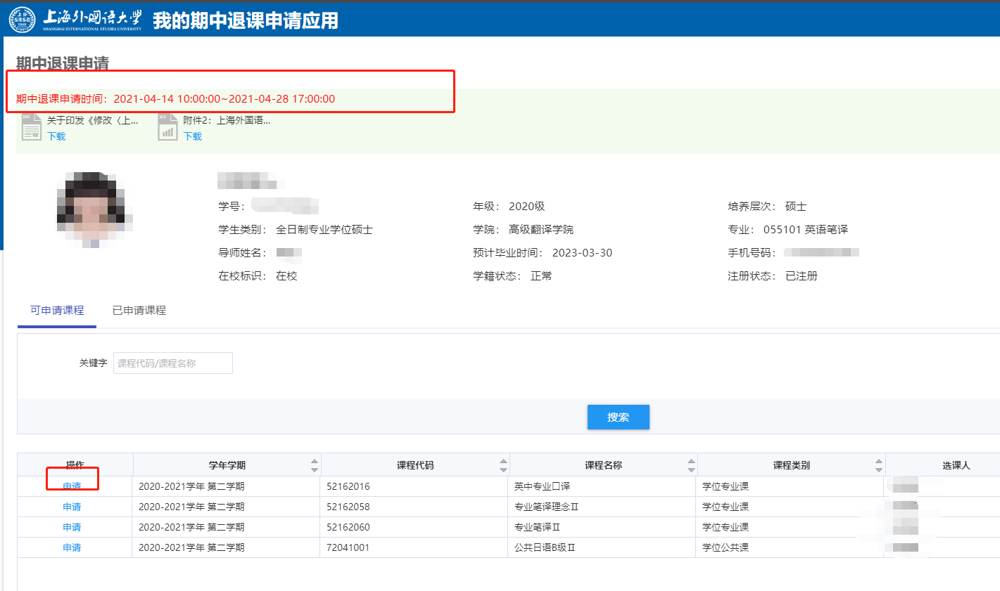 上海外国语大学 我的期中退课申请应用
SHANGHAI INTERNATIONAL STUDIES UNIVERSITY
1949
期中退课申请
期中退课申请时间：2021-04-14 10:00:00~2021-04-28 17:00:00
DOC 关于印发《修改〈上... XLS 附件2：上海外国语...
W 下载 下载
学号： 年级： 2020级 培养层次： 硕士
学生类别： 全日制专业学位硕士 学院： 高级翻译学院 专业： 055101 英语笔译
导师姓名： 预计毕业时间： 2023-03-30 手机号码：
在校标识： 在校 学籍状态： 正常 注册状态： 已注册
可申请课程 已申请课程
关键字 课程代码/课程名称
搜索
操作 学年学期 课程代码 课程名称 课程类别 选课人
申请 2020-2021学年 第二学期 52162016 英中专业口译 学位专业课
申请 2020-2021学年 第二学期 52162058 专业笔译理念Ⅱ 学位专业课
申请 2020-2021学年 第二学期 52162060 专业笔译Ⅱ 学位专业课
申请 2020-2021学年 第二学期 72041001 公共日语B级Ⅱ 学位公共课